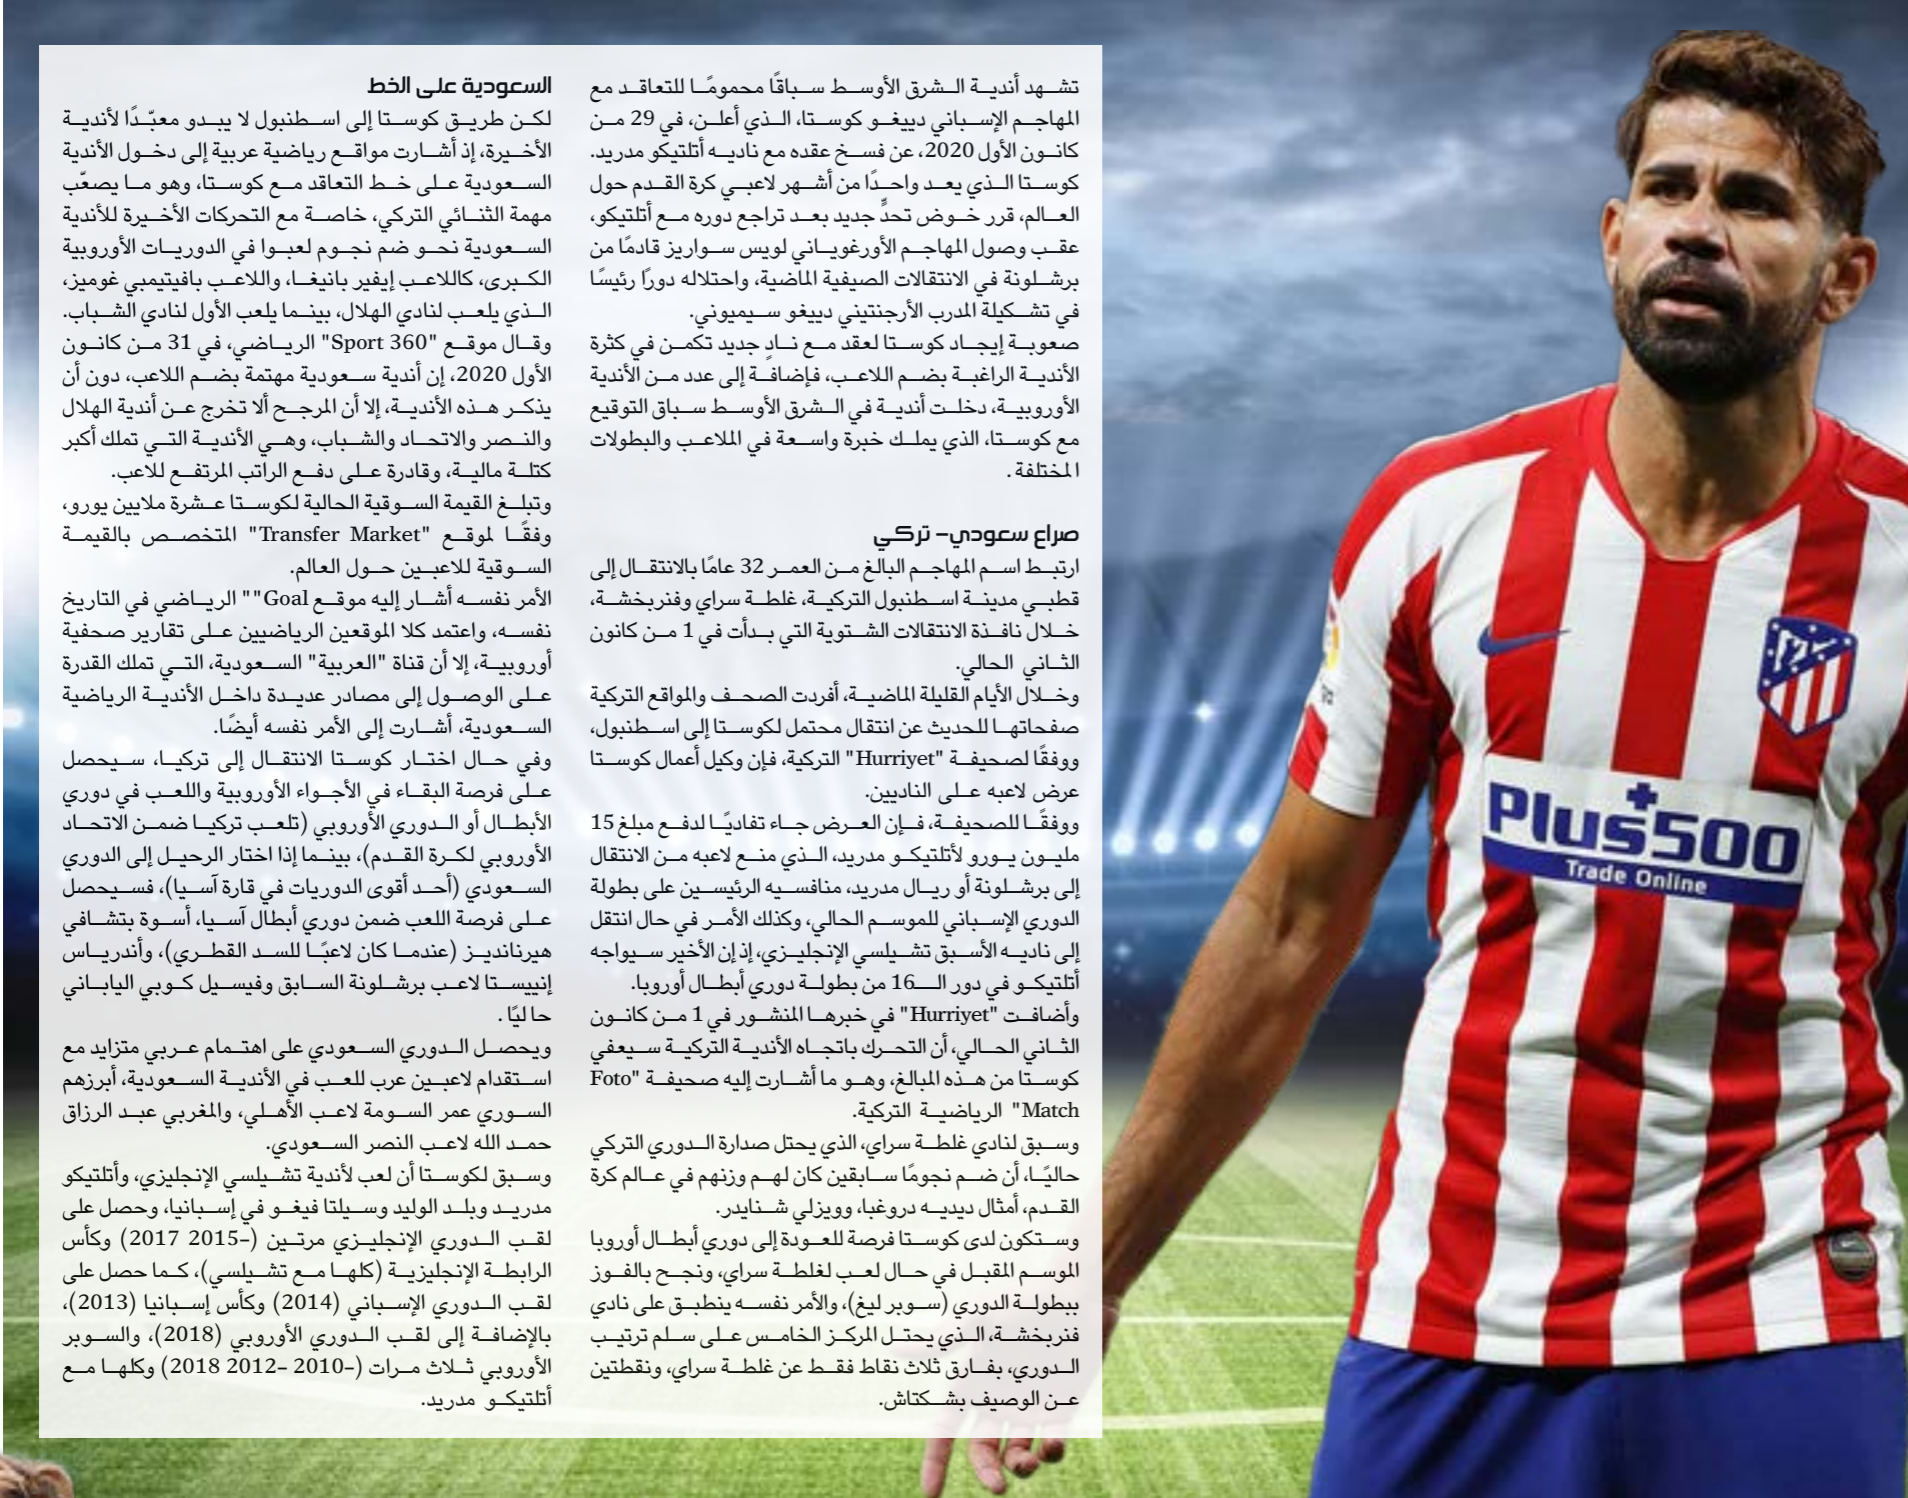 تشهد أندية الشرق الأوسط سباقًا محمومًا للتعاقد مع
المهاجم الإسباني دييغو كوستا، الذي أعلن، في 29 من
كانون الأول 2020، عن فسخ عقده مع ناديه أتلتيكو مدريد.
كوستا الذي يعد واحدًا من أشهر لاعبي كرة القدم حول
العالم، قرر خوض تحدٍّ جديد بعد تراجع دوره مع أتلتيكو،
عقب وصول المهاجم الأورغوياني لويس سواريز قادمًا من
برشلونة في الانتقالات الصيفية الماضية، واحتلاله دورًا رئيسًا
في تشكيلة المدرب الأرجنتيني دييغو سيميوني.
صعوبة إيجاد كوستا لعقد مع نادٍ جديد تكمن في كثرة
الأندية الراغبة بضم اللاعب، فإضافة إلى عدد من الأندية
الأوروبية، دخلت أندية في الشرق الأوسط سباق التوقيع
مع كوستا، الذي يملك خبرة واسعة في الملاعب والبطولات
المختلفة.
صراع سعودي– تركي
ارتبط اسم المهاجم البالغ من العمر 32 عامًا بالانتقال إلى
قطبي مدينة اسطنبول التركية، غلطة سراي وفنربخشة،
خلال نافذة الانتقالات الشتوية التي بدأت في 1 من كانون
الثاني الحالي.
وخلال الأيام القليلة الماضية، أفردت الصحف والمواقع التركية
صفحاتها للحديث عن انتقال محتمل لكوستا إلى اسطنبول،
ووفقًا لصحيفة "Hurriyet" التركية، فإن وكيل أعمال كوستا
عرض لاعبه على الناديين.
ووفقًا للصحيفة، فإن العرض جاء تفاديًا لدفع مبلغ 15
مليون يورو لأتلتيكو مدريد، الذي منع لاعبه من الانتقال
إلى برشلونة أو ريال مدريد، منافسيه الرئيسين على بطولة
الدوري الإسباني للموسم الحالي، وكذلك الأمر في حال انتقل
إلى ناديه الأسبق تشيلسي الإنجليزي، إذ إن الأخير سيواجه
أتلتيكو في دور الـ16 من بطولة دوري أبطال أوروبا.
وأضافت "Hurriyet" في خبرها المنشور في 1 من كانون
الثاني الحالي، أن التحرك باتجاه الأندية التركية سيعفي
كوستا من هذه المبالغ، وهو ما أشارت إليه صحيفة "Foto
Match" الرياضية التركية.
وسبق لنادي غلطة سراي، الذي يحتل صدارة الدوري التركي
حاليًا، أن ضم نجومًا سابقين كان لهم وزنهم في عالم كرة
القدم، أمثال ديديه دروغبا، وويزلي شنايدر.
وستكون لدى كوستا فرصة للعودة إلى دوري أبطال أوروبا
الموسم المقبل في حال لعب لغلطة سراي، ونجح بالفوز
ببطولة الدوري (سوبر ليغ)، والأمر نفسه ينطبق على نادي
فنربخشة، الذي يحتل المركز الخامس على سلم ترتيب
الدوري، بفارق ثلاث نقاط فقط عن غلطة سراي، ونقطتين
عن الوصيف بشكتاش.
السعودية على الخط
لكن طريق كوستا إلى اسطنبول لا يبدو معبّدًا لأندية
الأخيرة، إذ أشارت مواقع رياضية عربية إلى دخول الأندية
السعودية على خط التعاقد مع كوستا، وهو ما يصعّب
مهمة الثنائي التركي، خاصة مع التحركات الأخيرة للأندية
السعودية نحو ضم نجوم لعبوا في الدوريات الأوروبية
الكبرى، كاللاعب إيفير بانيغا، واللاعب بافيتيمبي غوميز،
الذي يلعب لنادي الهلال، بينما يلعب الأول لنادي الشباب.
وقال موقع "Sport 360" الرياضي، في 31 من كانون
الأول 2020، إن أندية سعودية مهتمة بضم اللاعب، دون أن
يذكر هذه الأندية، إلا أن المرجح ألا تخرج عن أندية الهلال
والنصر والاتحاد والشباب، وهي الأندية التي تملك أكبر
كتلة مالية، وقادرة على دفع الراتب المرتفع للاعب.
وتبلغ القيمة السوقية الحالية لكوستا عشرة ملايين يورو،
وفقًا لموقع "Transfer Market" المتخصص بالقيمة
السوقية للاعبين حول العالم.
الأمر نفسه أشار إليه موقع Goal"" الرياضي في التاريخ
نفسه، واعتمد كلا الموقعين الرياضيين على تقارير صحفية
أوروبية، إلا أن قناة "العربية" السعودية، التي تملك القدرة
على الوصول إلى مصادر عديدة داخل الأندية الرياضية
السعودية، أشارت إلى الأمر نفسه أيضًا.
وفي حال اختار كوستا الانتقال إلى تركيا، سيحصل
على فرصة البقاء في الأجواء الأوروبية واللعب في دوري
الأبطال أو الدوري الأوروبي (تلعب تركيا ضمن الاتحاد
الأوروبي لكرة القدم)، بينما إذا اختار الرحيل إلى الدوري
السعودي (أحد أقوى الدوريات في قارة آسيا)، فسيحصل
على فرصة اللعب ضمن دوري أبطال آسيا، أسوة بتشافي
هيرنانديز (عندما كان لاعبًا للسد القطري)، وأندرياس
إنييستا لاعب برشلونة السابق وفيسيل كوبي الياباني
حاليًا.
ويحصل الدوري السعودي على اهتمام عربي متزايد مع
استقدام لاعبين عرب للعب في الأندية السعودية، أبرزهم
السوري عمر السومة لاعب الأهلي، والمغربي عبد الرزاق
حمد الله لاعب النصر السعودي.
وسبق لكوستا أن لعب لأندية تشيلسي الإنجليزي، وأتلتيكو
مدريد وبلد الوليد وسيلتا فيغو في إسبانيا، وحصل على
لقب الدوري الإنجليزي مرتين (-2015 2017) وكأس
الرابطة الإنجليزية (كلها مع تشيلسي)، كما حصل على
لقب الدوري الإسباني (2014) وكأس إسبانيا (2013)،
بالإضافة إلى لقب الدوري الأوروبي (2018)، والسوبر
الأوروبي ثلاث مرات (-2010 -2012 2018) وكلها مع
أتلتيكو مدريد.
Plus500
Trade Online